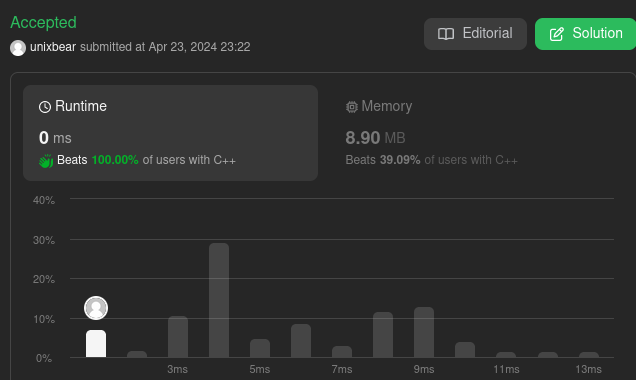 Accepted
unixbear submitted at Apr 23, 2024 23:22
Editorial
Solution
Runtime
0 ms
Beats 100.00% of users with C++
Memory
8.90 MB
Beats 39.09% of users with C++
40%
30%
20%
10%
0%
3ms 5ms 7ms 9ms 11ms 13ms